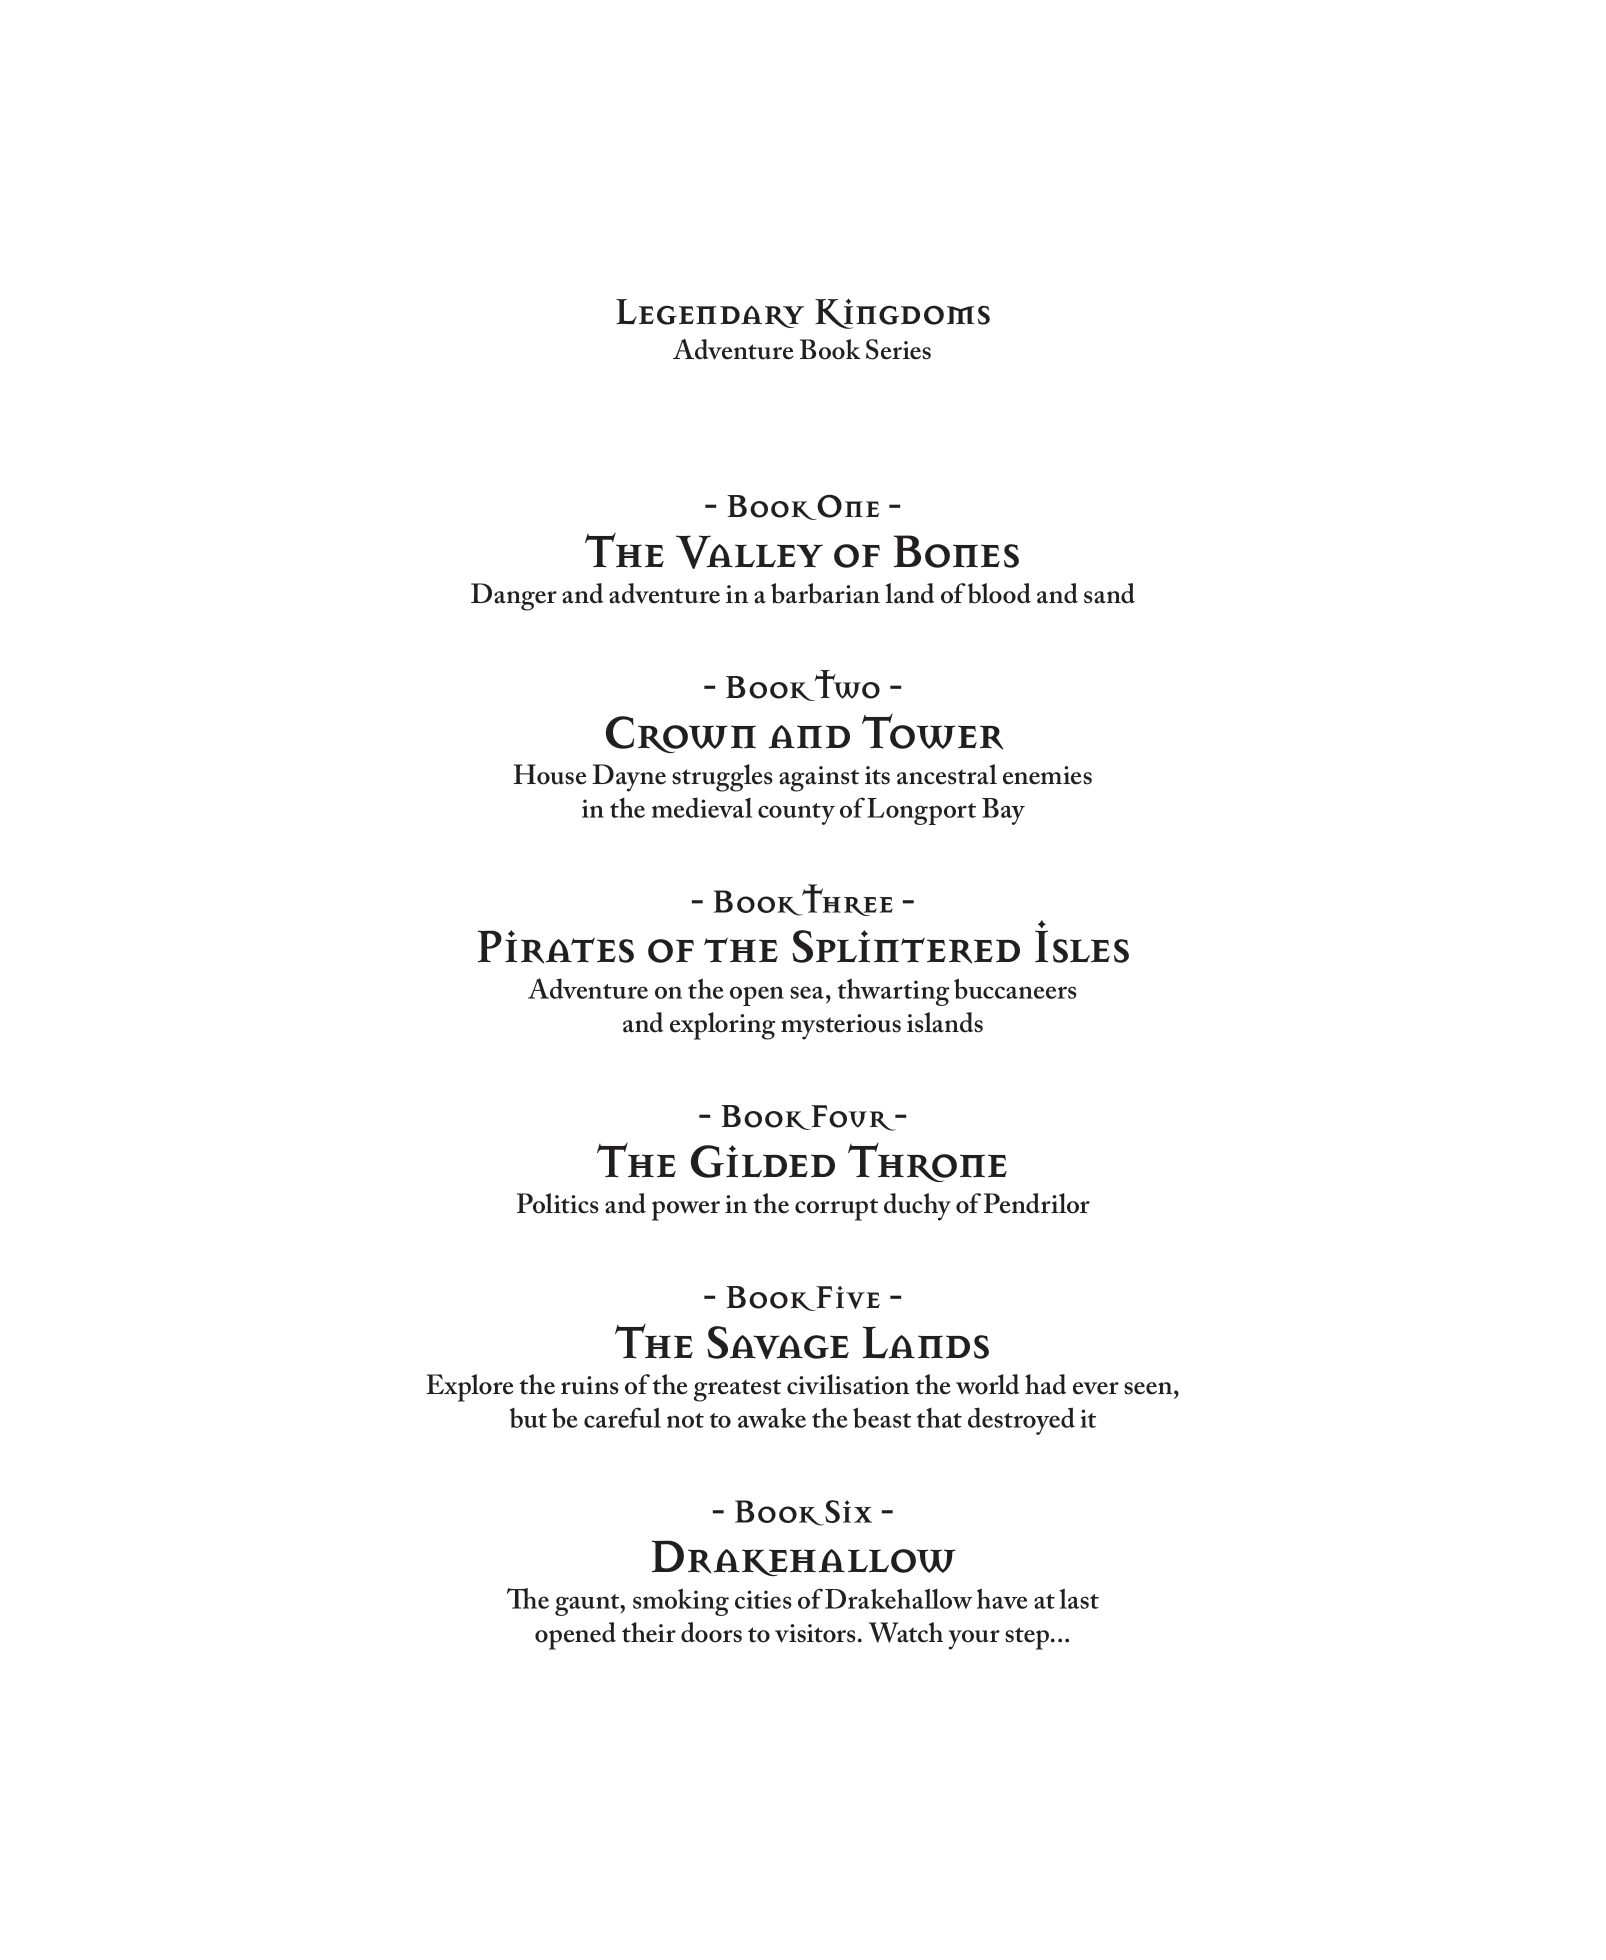 Legendary Kingdoms
Adventure Book Series
- Book One -
The Valley of Bones
Danger and adventure in a barbarian land of blood and sand
- Book Two -
Crown and Tower
House Dayne struggles against its ancestral enemies
in the medieval county of Longport Bay
- Book Three -
Pirates of the Splintered Isles
Adventure on the open sea, thwarting buccaneers
and exploring mysterious islands
- Book Four -
The Gilded Throne
Politics and power in the corrupt duchy of Pendrilor
- Book Five -
The Savage Lands
Explore the ruins of the greatest civilisation the world had ever seen,
but be careful not to awake the beast that destroyed it
- Book Six -
Drakehallow
The gaunt, smoking cities of Drakehallow have at last
opened their doors to visitors. Watch your step...